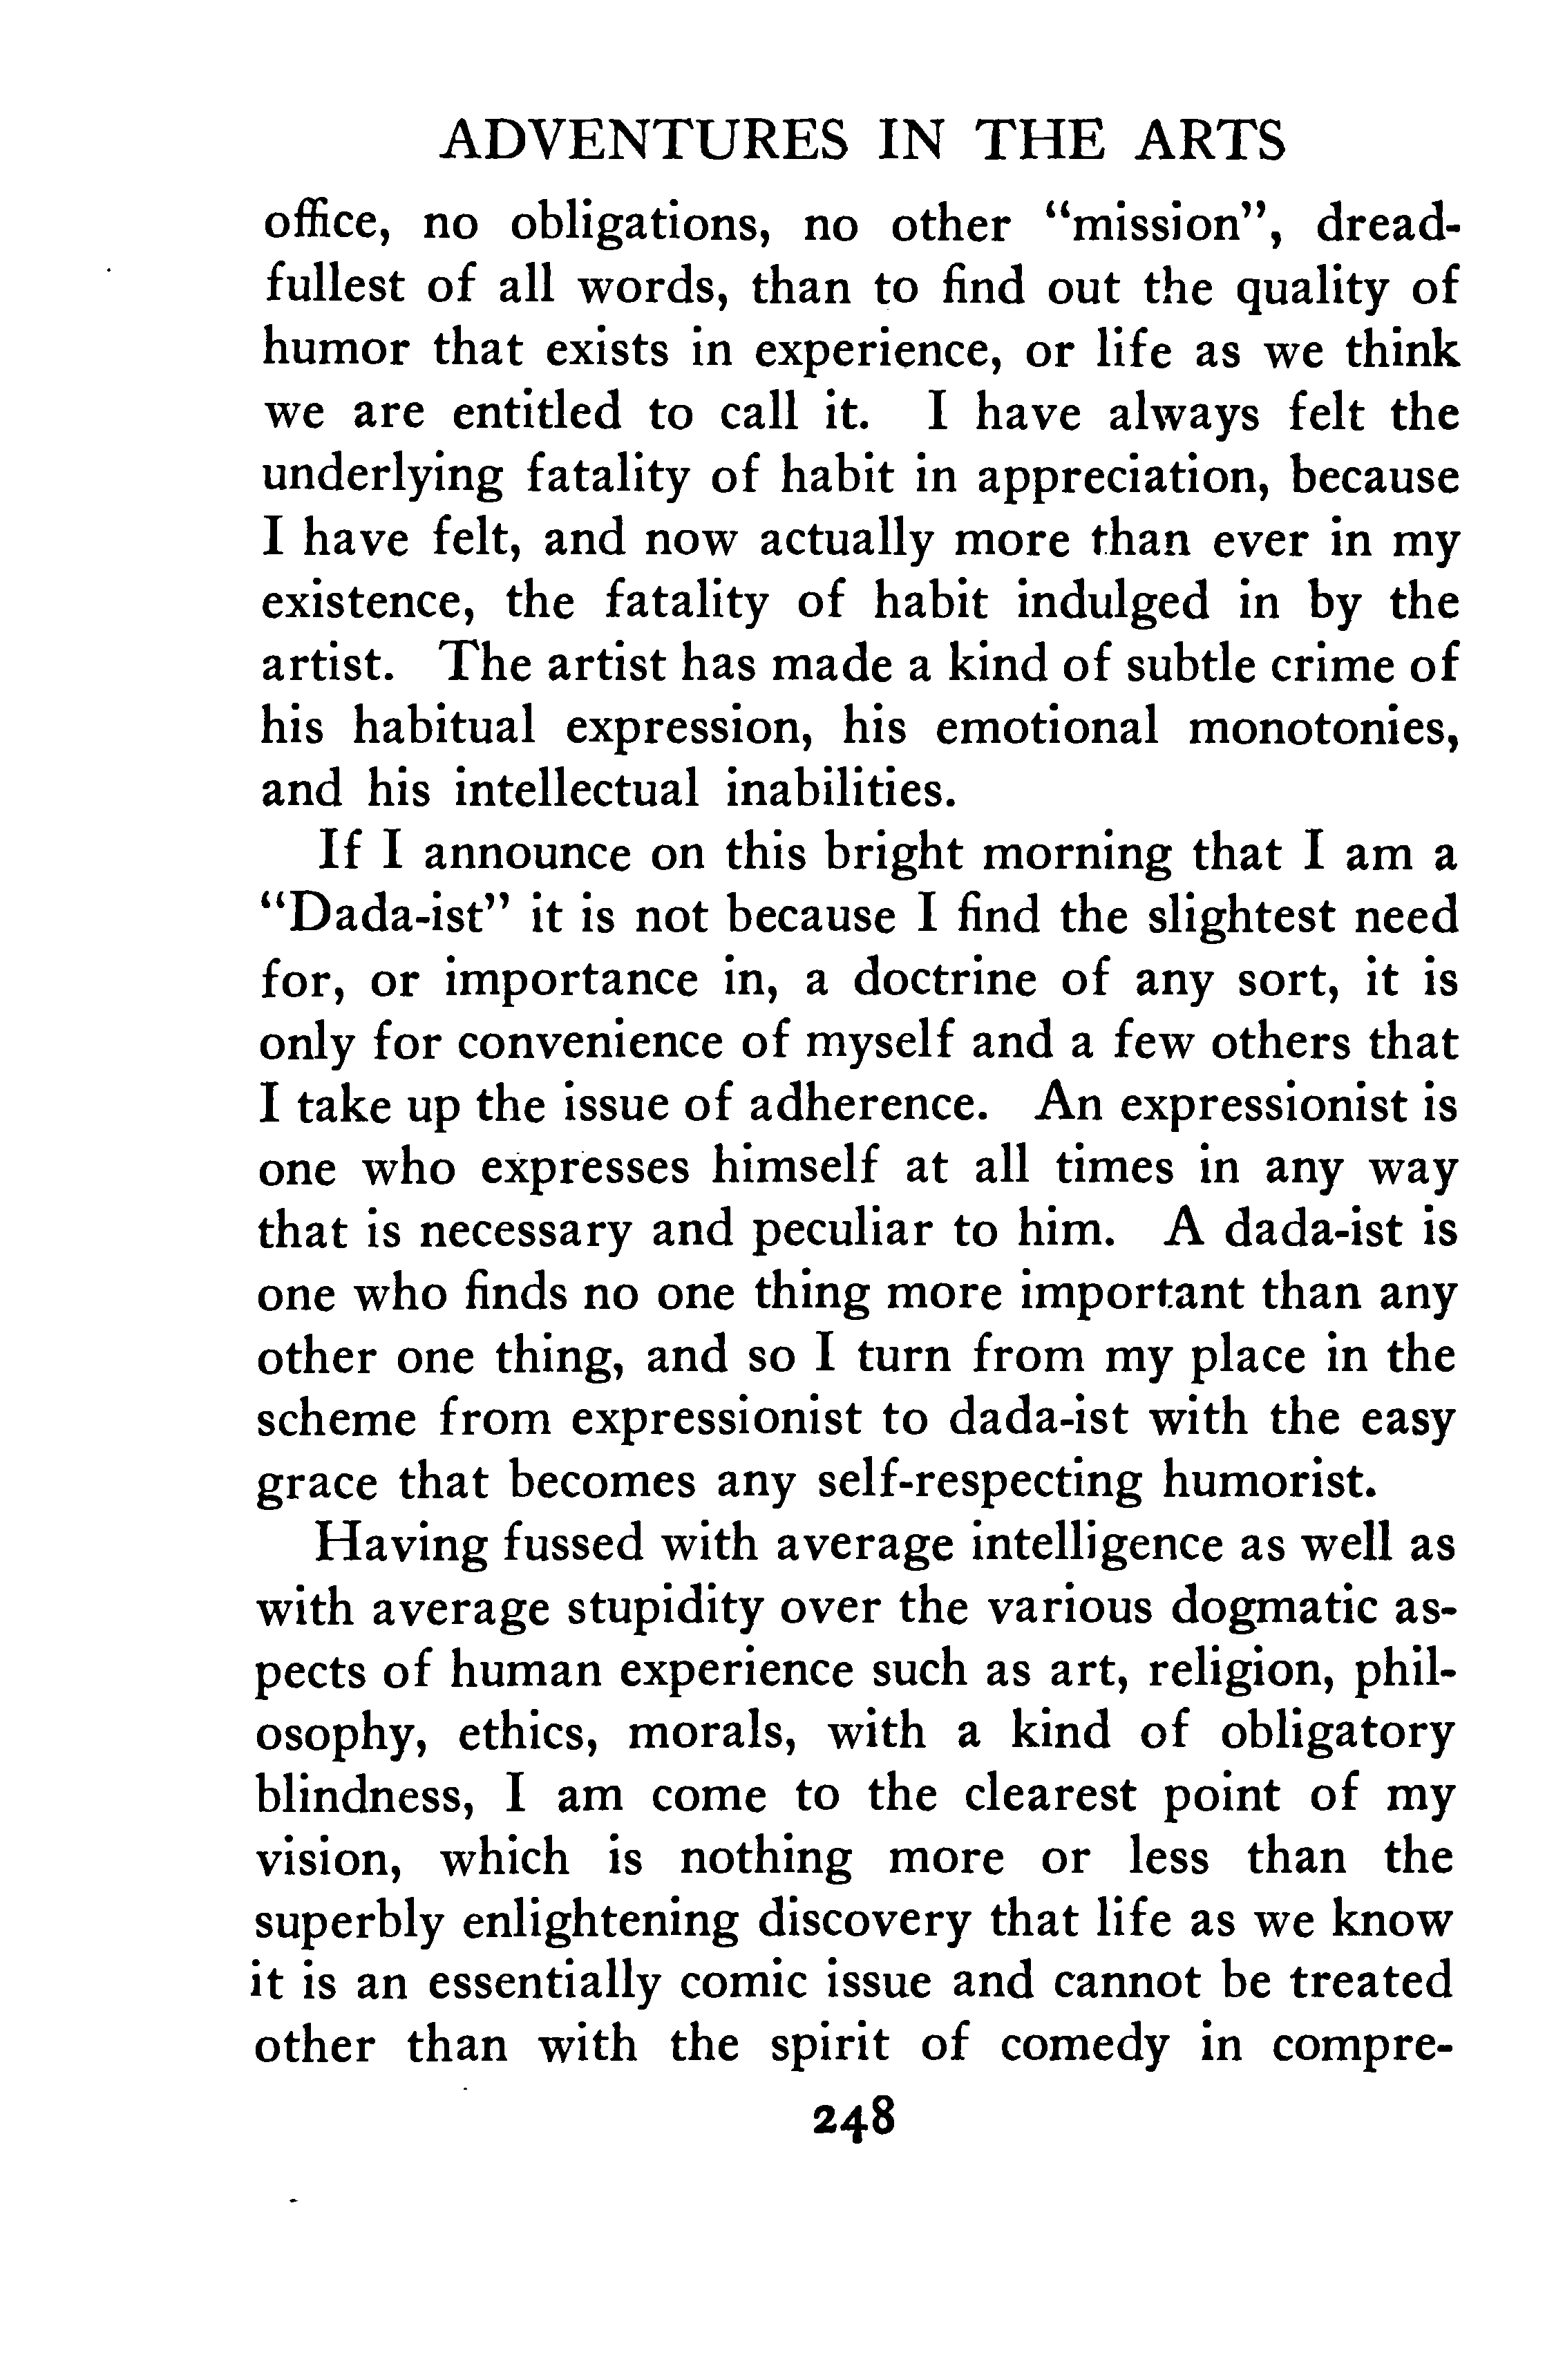 ADVENTURES IN THE ARTS
office, no obligations, no other "mission", dread-
fullest of all words, than to find out the quality of
humor that exists in experience, or life as we think
we are entitled to call it. I have always felt the
underlying fatality of habit in appreciation, because
I have felt, and now actually more than ever in my
existence, the fatality of habit indulged in by the
artist. The artist has made a kind of subtle crime of
his habitual expression, his emotional monotonies,
and his intellectual inabilities.
If I announce on this bright morning that I am a
"Dada-ist" it is not because I find the slightest need
for, or importance in, a doctrine of any sort, it is
only for convenience of myself and a few others that
I take up the issue of adherence. An expressionist is
one who expresses himself at all times in any way
that is necessary and peculiar to him. A dada-ist is
one who finds no one thing more important than any
other one thing, and so I turn from my place in the
scheme from expressionist to dada-ist with the easy
grace that becomes any self-respecting humorist.
Having fussed with average intelligence as well as
with average stupidity over the various dogmatic as-
pects of human experience such as art, religion, phil-
osophy, ethics, morals, with a kind of obligatory
blindness, I am come to the clearest point of my
vision, which is nothing more or less than the
superbly enlightening discovery that life as we know
it is an essentially comic issue and cannot be treated
other than with the spirit of comedy in compre-
248